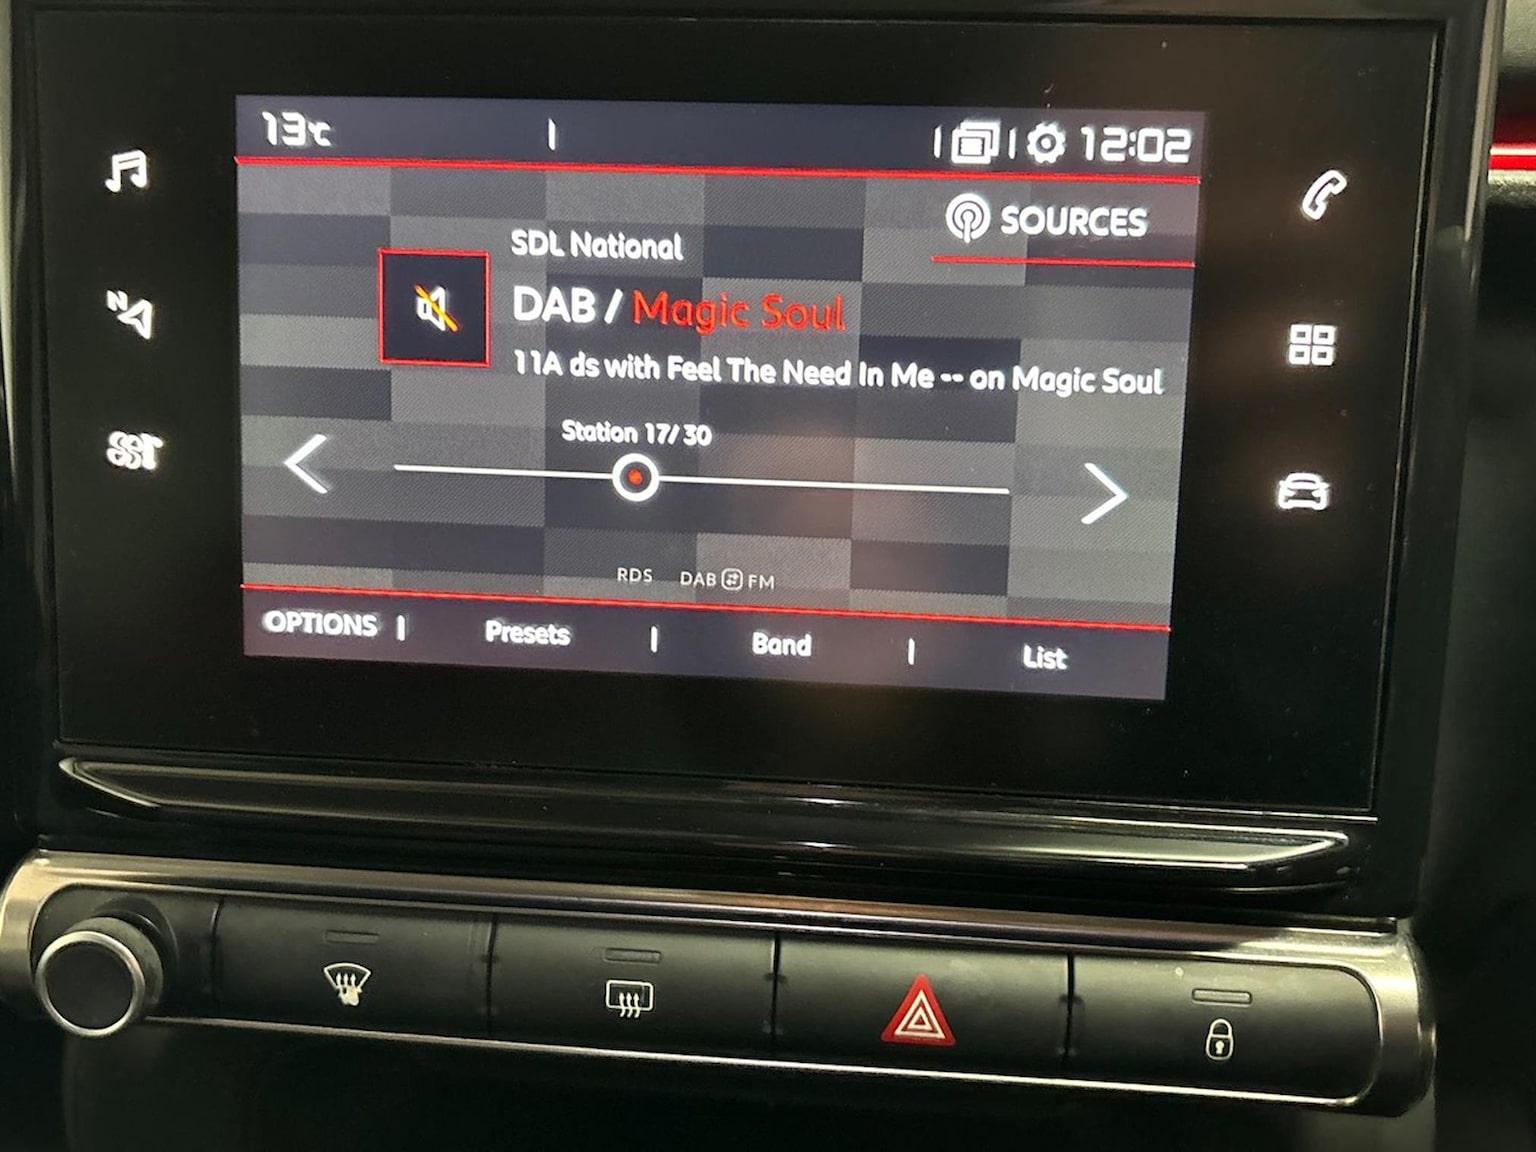 13°C
12:02
SOURCES
SDL National
DAB / Magic Soul
11A ds with Feel The Need In Me -- on Magic Soul
Station 17/30
RDS DAB FM
OPTIONS Presets Band List
N